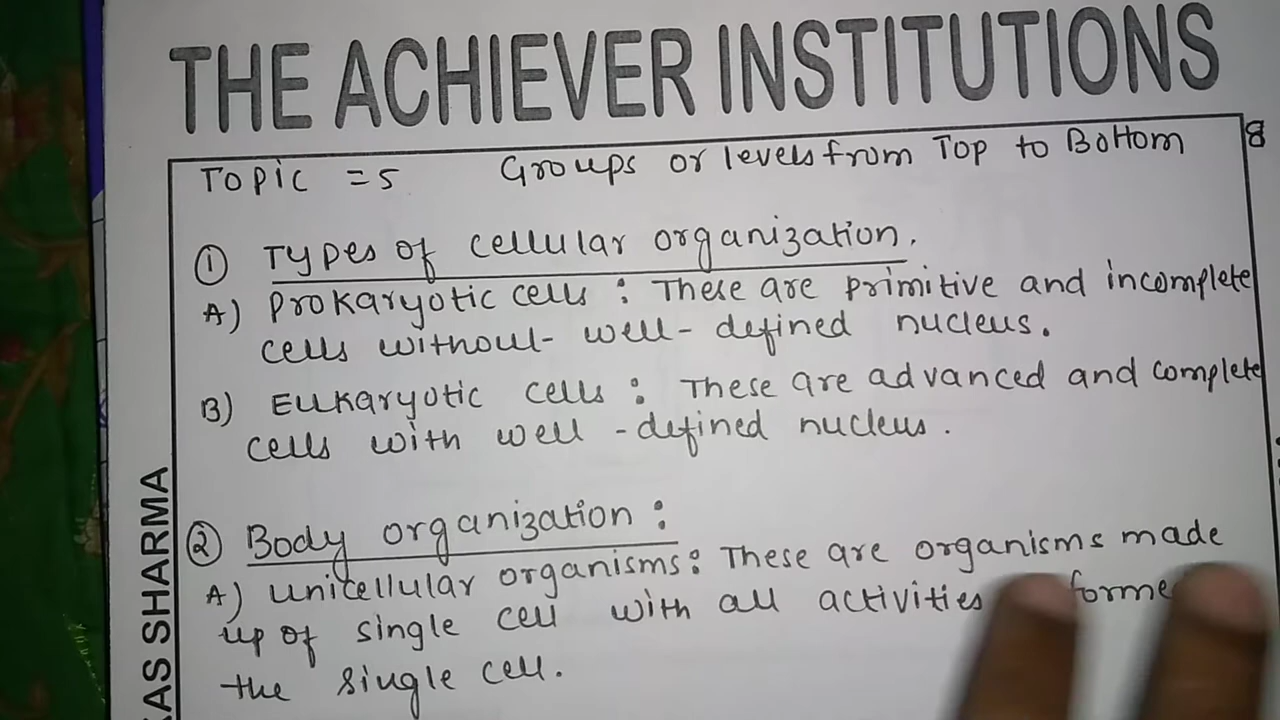 THE ACHIEVER INSTITUTIONS
8
Topic = 5 Groups or levels from Top to Bottom
① Types of cellular organization.
A) Prokaryotic cells : These are primitive and incomplete
cells without well-defined nucleus.
B) Eukaryotic cells : These are advanced and complete
cells with well-defined nucleus.
② Body organization :
A) Unicellular organisms : These are organisms made
up of single cell with all activities
the single cell.
KAS SHARMA